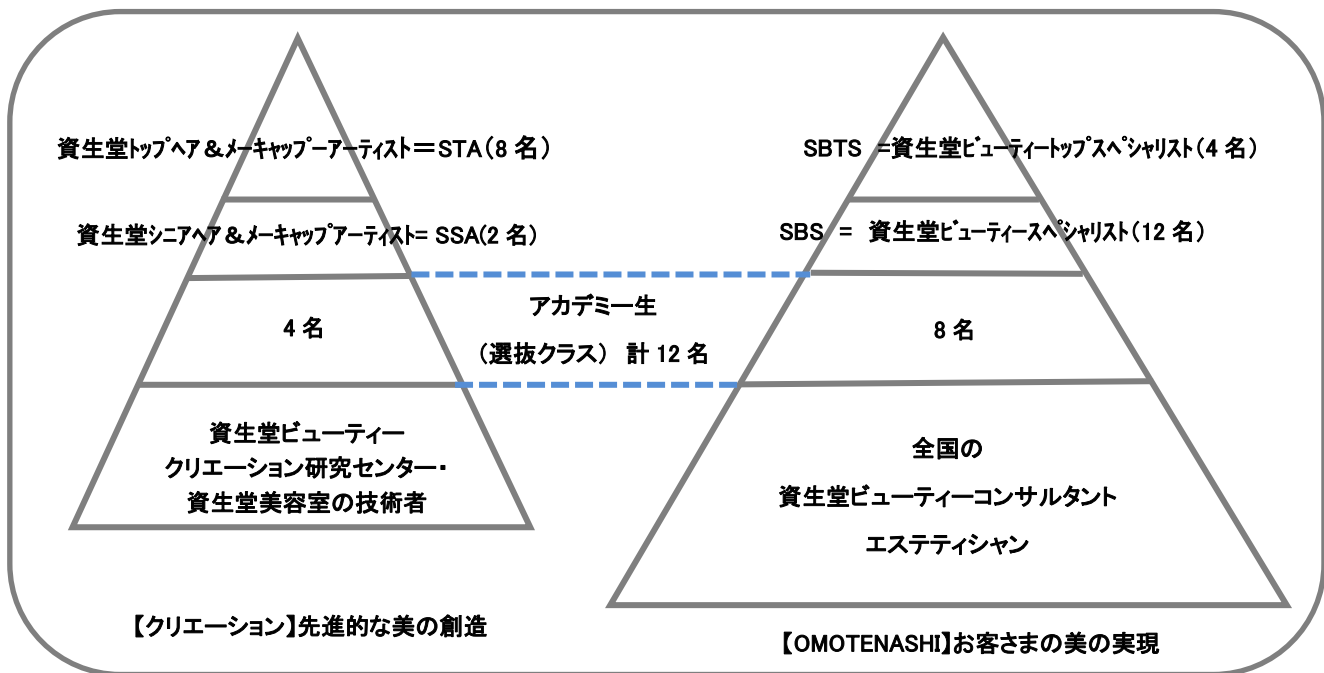 資生堂トップヘア＆メーキャップーアーティスト＝STA（8 名）
資生堂シニアヘア＆メーキャップアーティスト= SSA(2 名)
4 名
資生堂ビューティー
クリエーション研究センター・
資生堂美容室の技術者
【クリエーション】先進的な美の創造
アカデミー生
（選抜クラス） 計 12 名
SBTS ＝資生堂ビューティートップスペシャリスト（4 名）
SBS ＝ 資生堂ビューティースペシャリスト（12 名）
8 名
全国の
資生堂ビューティーコンサルタント
エステティシャン
【OMOTENASHI】お客さまの美の実現